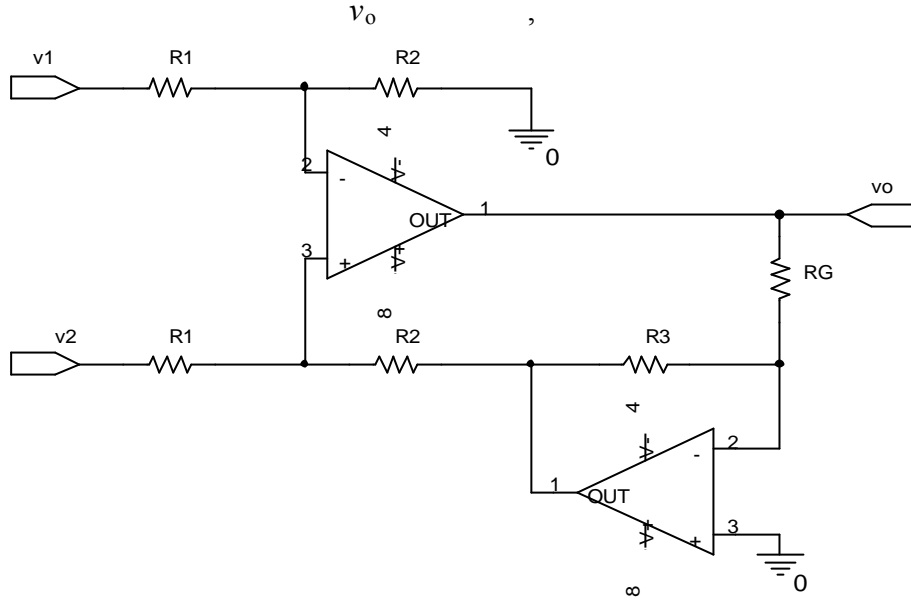 vo ,
v1 R1 R2
4
2 - V-
0
OUT 1 vo
3 + V+
RG
8
v2 R1 R2 R3
4
V- - 2
1 OUT
V+ + 3
0
8